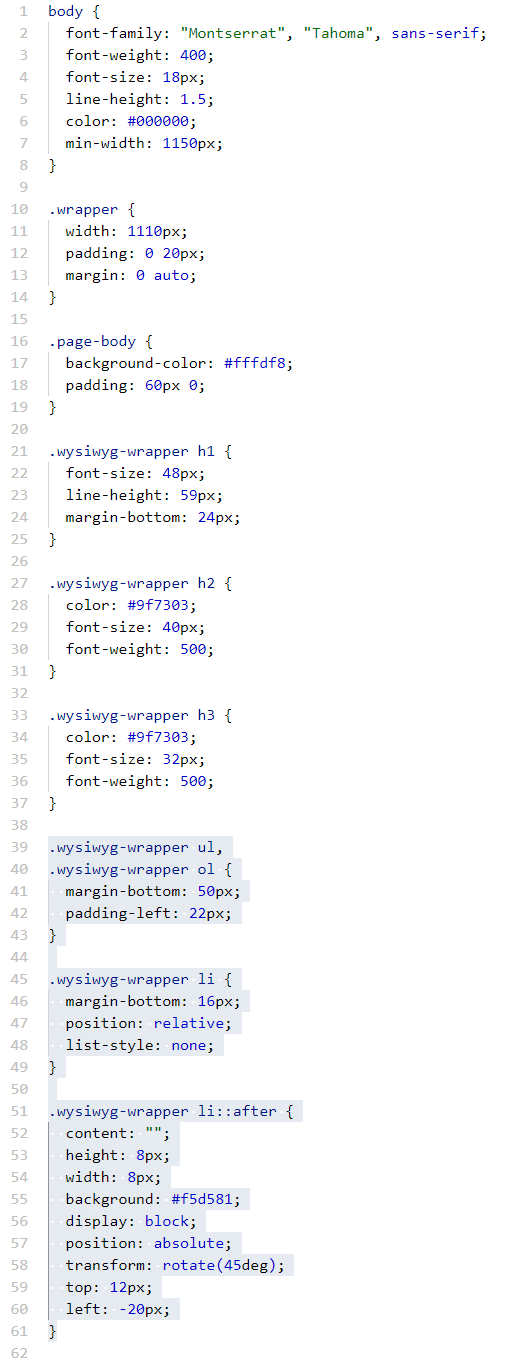 1 body {
2 font-family: "Montserrat", "Tahoma", sans-serif;
3 font-weight: 400;
4 font-size: 18px;
5 line-height: 1.5;
6 color: #000000;
7 min-width: 1150px;
8 }
9
10 .wrapper {
11 width: 1110px;
12 padding: 0 20px;
13 margin: 0 auto;
14 }
15
16 .page-body {
17 background-color: #fffdf8;
18 padding: 60px 0;
19 }
20
21 .wysiwyg-wrapper h1 {
22 font-size: 48px;
23 line-height: 59px;
24 margin-bottom: 24px;
25 }
26
27 .wysiwyg-wrapper h2 {
28 color: #9f7303;
29 font-size: 40px;
30 font-weight: 500;
31 }
32
33 .wysiwyg-wrapper h3 {
34 color: #9f7303;
35 font-size: 32px;
36 font-weight: 500;
37 }
38
39 .wysiwyg-wrapper ul,
40 .wysiwyg-wrapper ol {
41 margin-bottom: 50px;
42 padding-left: 22px;
43 }
44
45 .wysiwyg-wrapper li {
46 margin-bottom: 16px;
47 position: relative;
48 list-style: none;
49 }
50
51 .wysiwyg-wrapper li::after {
52 content: "";
53 height: 8px;
54 width: 8px;
55 background: #f5d581;
56 display: block;
57 position: absolute;
58 transform: rotate(45deg);
59 top: 12px;
60 left: -20px;
61 }
62